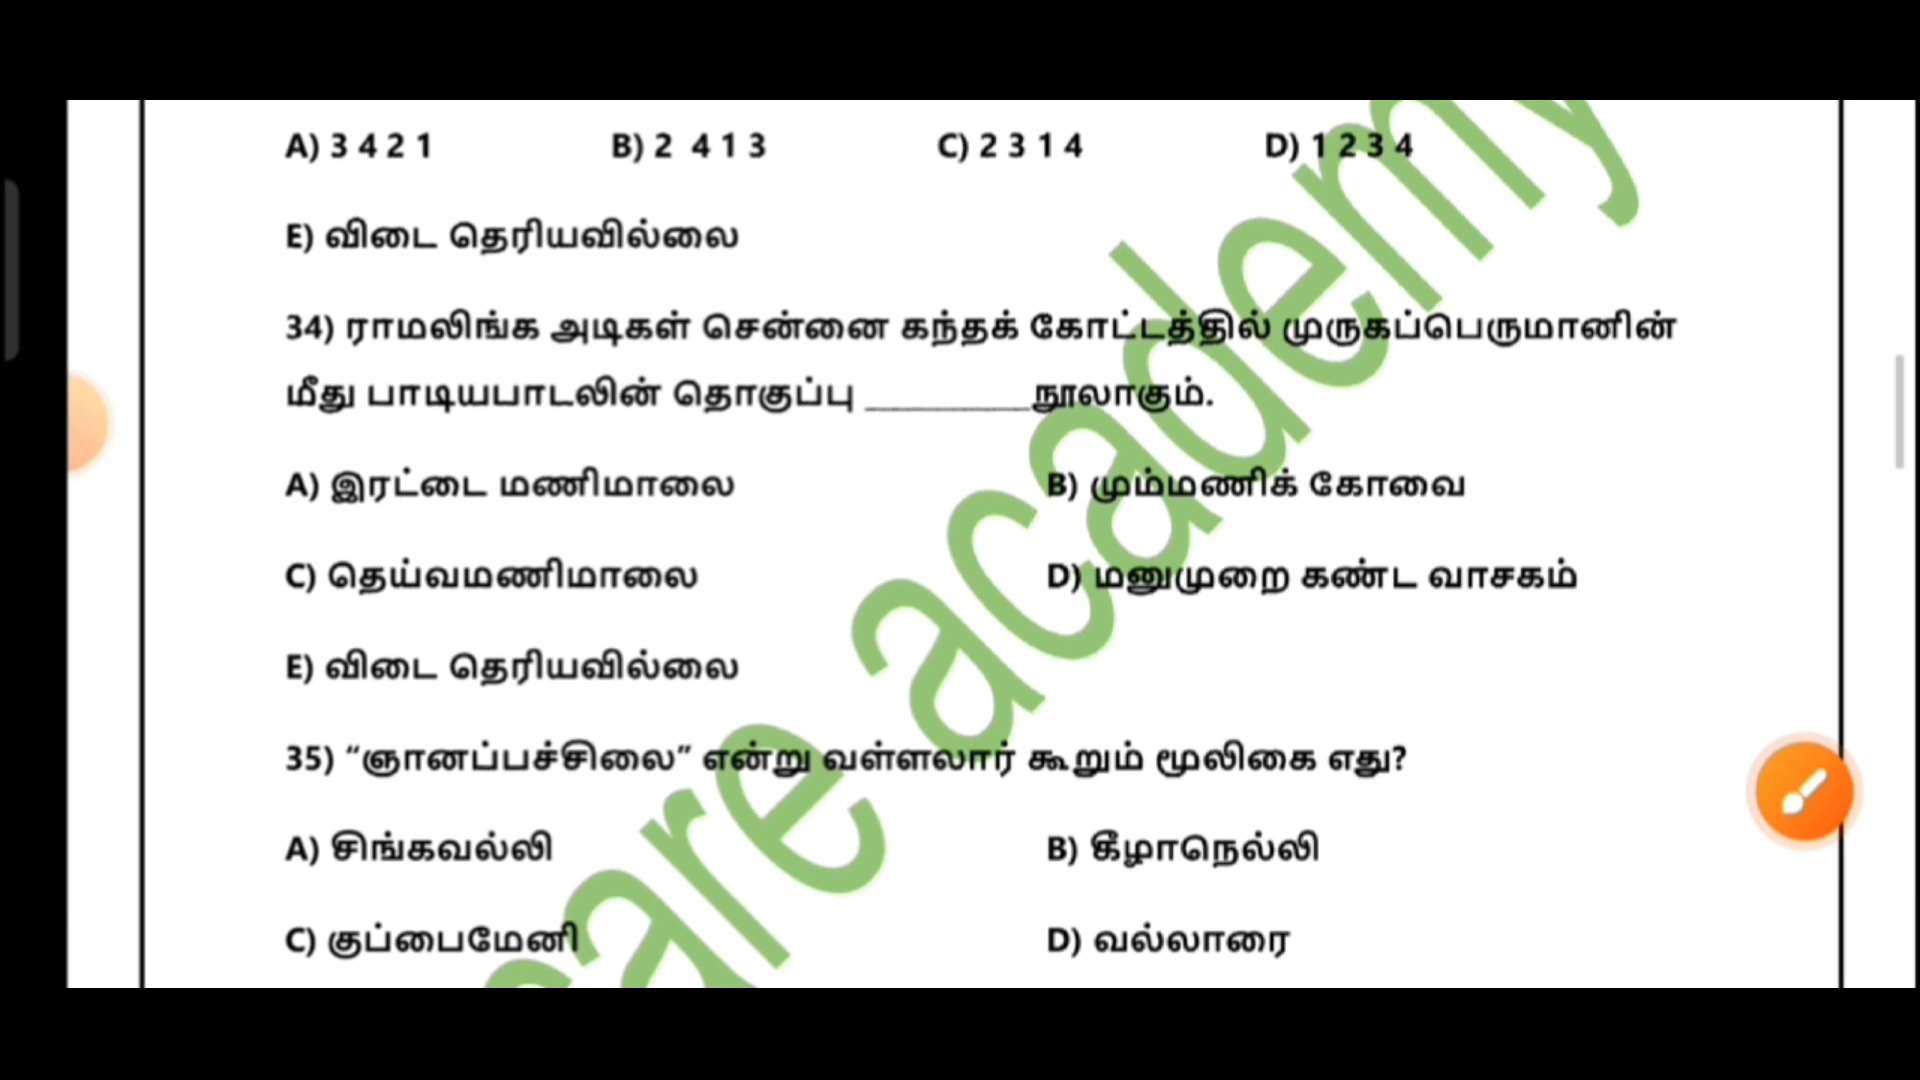 A) 3 4 2 1 B) 2 4 1 3 C) 2 3 1 4 D) 1 2 3 4
E) விடை தெரியவில்லை
34) ராமலிங்க அடிகள் சென்னை கந்தக் கோட்டத்தில் முருகப்பெருமானின்
மீது பாடியபாடலின் தொகுப்பு __________நூலாகும்.
A) இரட்டை மணிமாலை B) மும்மணிக் கோவை
C) தெய்வமணிமாலை D) மனுமுறை கண்ட வாசகம்
E) விடை தெரியவில்லை
35) “ஞானப்பச்சிலை” என்று வள்ளலார் கூறும் மூலிகை எது?
A) சிங்கவல்லி B) கீழாநெல்லி
C) குப்பைமேனி D) வல்லாரை
care academy